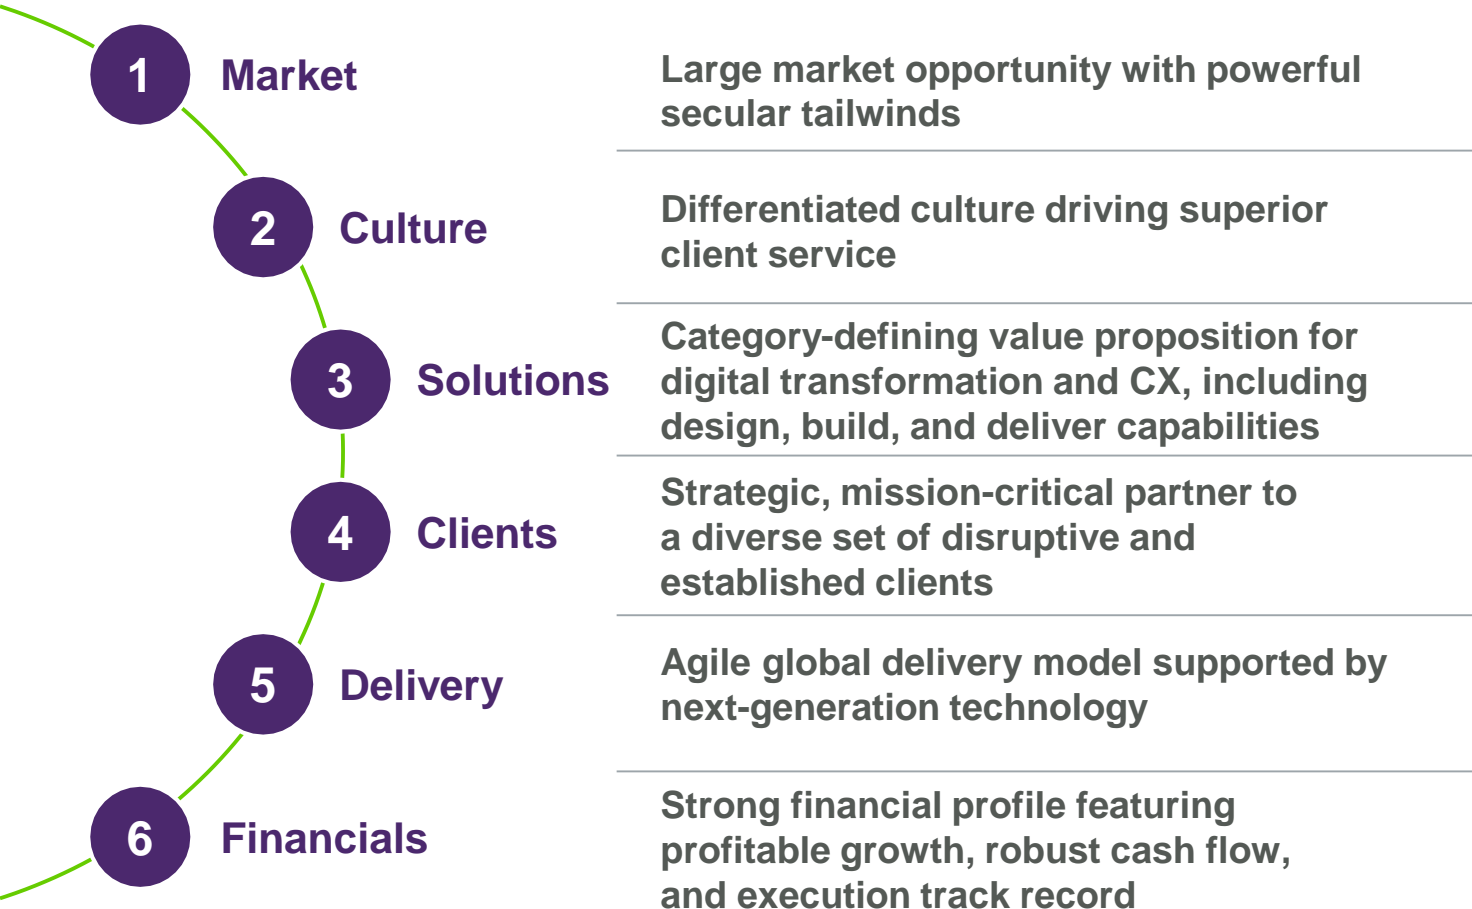 1 Market
Large market opportunity with powerful
secular tailwinds
2 Culture
Differentiated culture driving superior
client service
3 Solutions
Category-defining value proposition for
digital transformation and CX, including
design, build, and deliver capabilities
4 Clients
Strategic, mission-critical partner to
a diverse set of disruptive and
established clients
5 Delivery
Agile global delivery model supported by
next-generation technology
6 Financials
Strong financial profile featuring
profitable growth, robust cash flow,
and execution track record